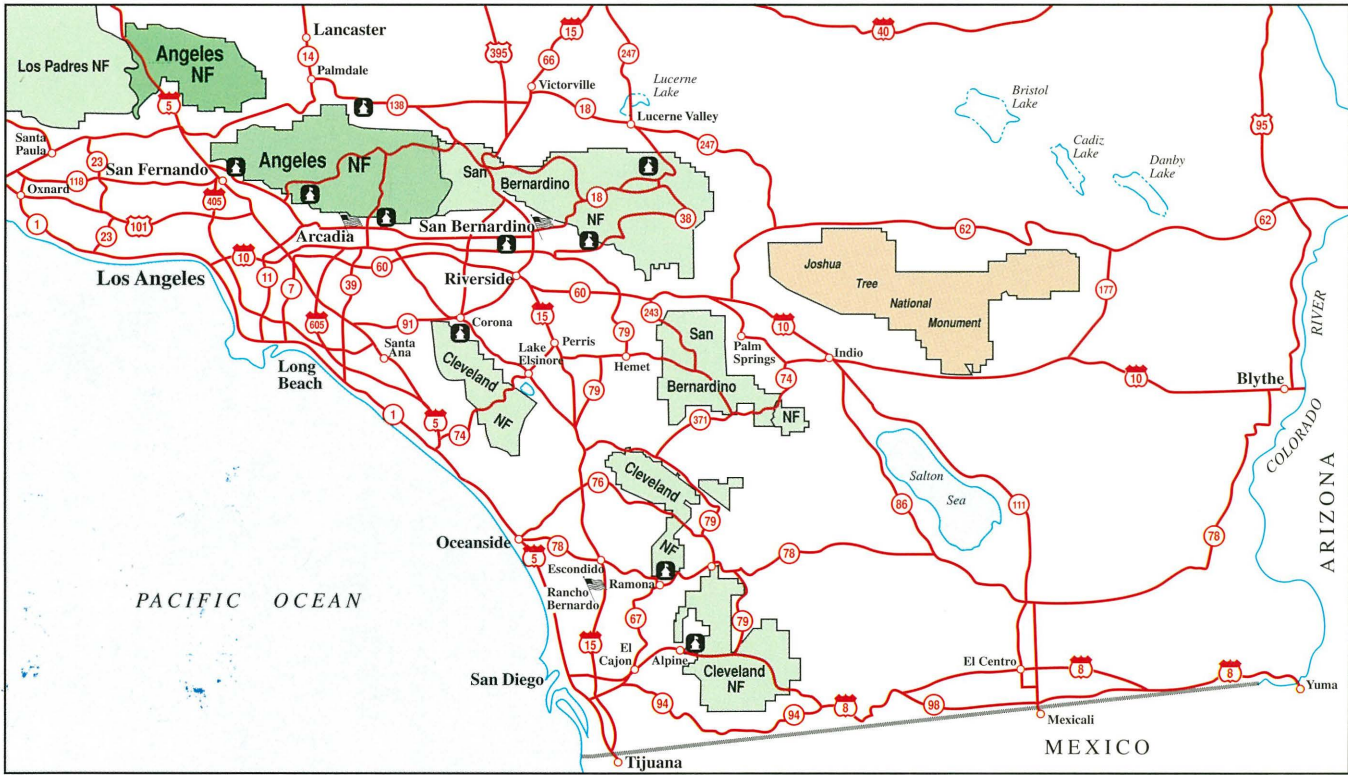 Lancaster
15
40
395
Angeles
NF
14
66
247
Los Padres NF
Palmdale
Victorville
Lucerne
Lake
Bristol
Lake
5
138
18
Lucerne Valley
95
Santa
Paula
23
247
Cadiz
Lake
Danby
Lake
118
San Fernando
Angeles NF
San
Bernardino
NF
18
38
Oxnard
405
1
101
23
Arcadia
San Bernardino
62
62
10
11
7
39
60
Los Angeles
Riverside
60
Joshua
Tree
National
Monument
177
RIVER
605
91
Corona
15
79
243
San
Bernardino
NF
10
Santa
Ana
Perris
Palm
Springs
Long
Beach
Cleveland
NF
Lake
Elsinore
Hemet
Indio
74
10
Blythe
79
1
5
74
371
COLORADO
ARIZONA
Cleveland
NF
76
Salton
Sea
79
86
111
Oceanside
78
5
78
78
Escondido
Rancho
Bernardo
Ramona
PACIFIC OCEAN
67
79
15
El
Cajon
Alpine
Cleveland
NF
El Centro
8
8
San Diego
Yuma
94
94
8
98
Mexicali
MEXICO
Tijuana